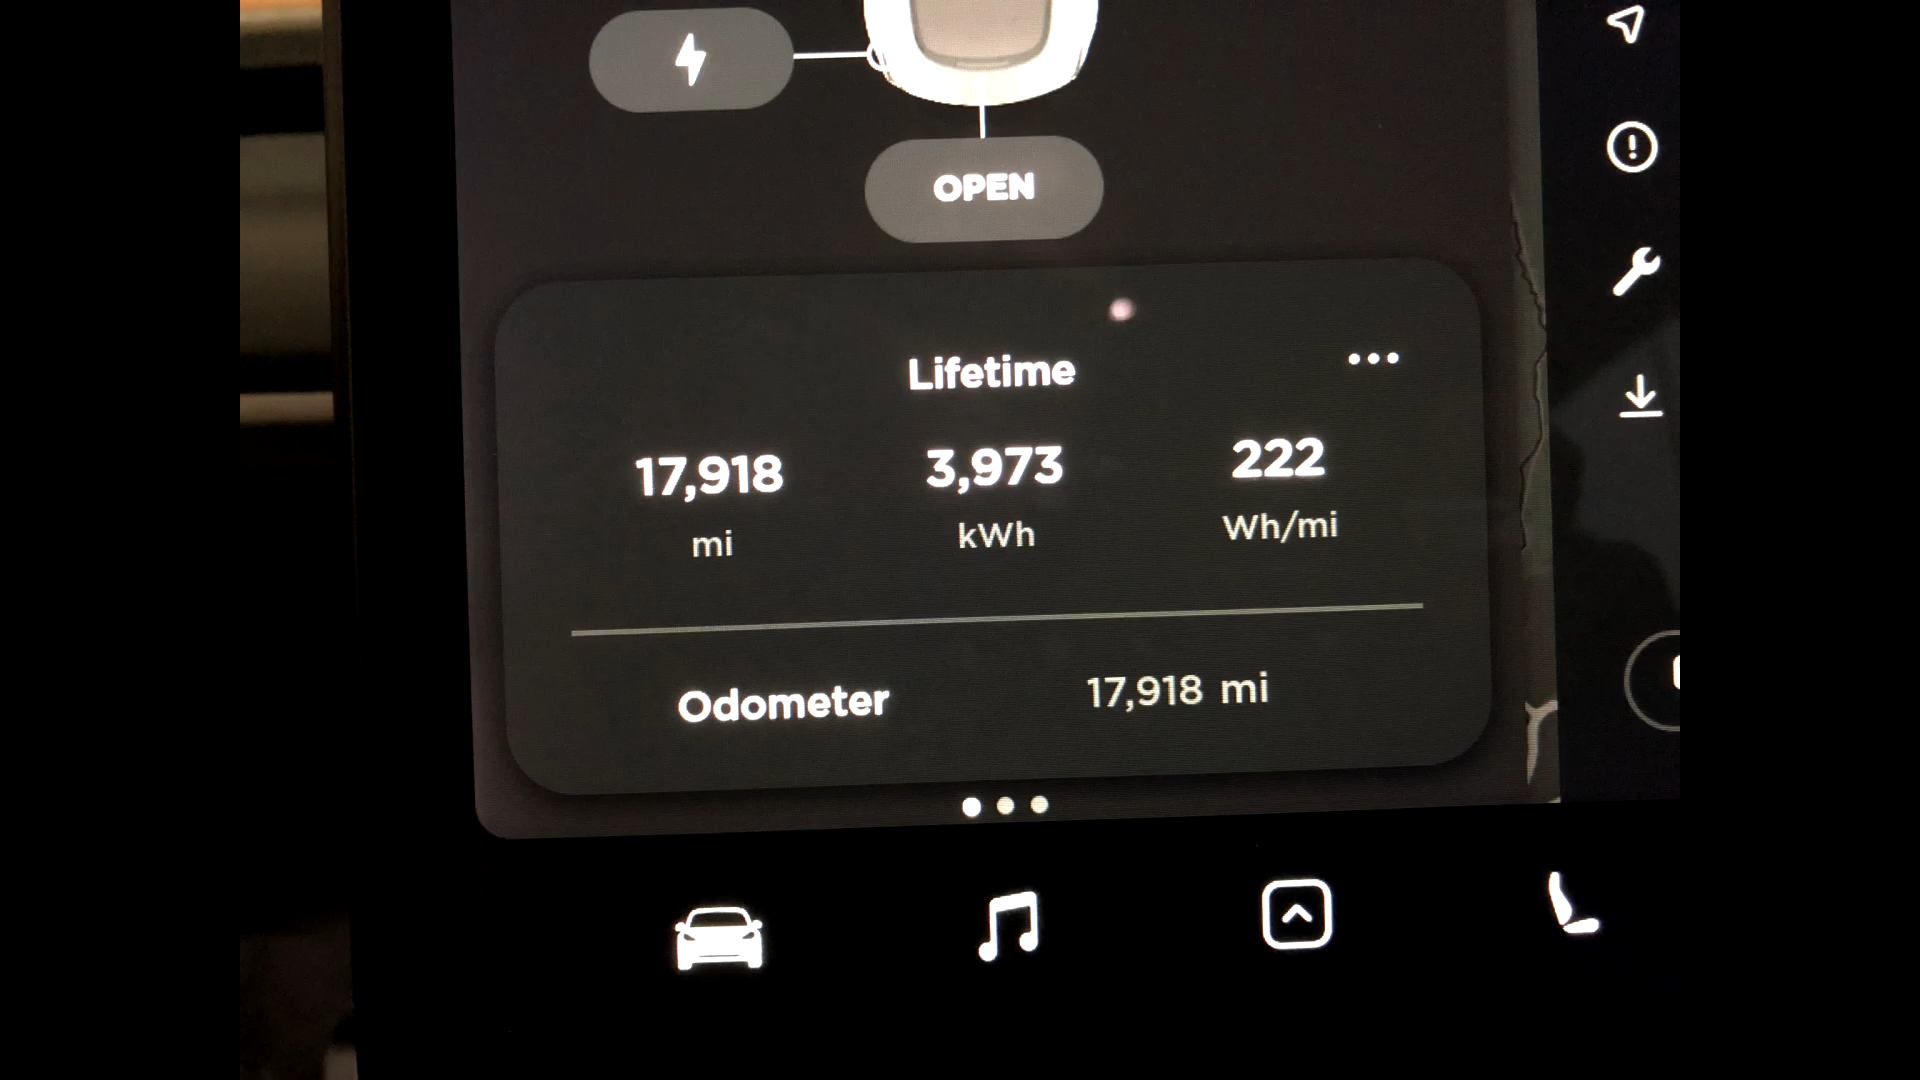 OPEN
Lifetime
17,918 3,973 222
mi kWh Wh/mi
Odometer 17,918 mi